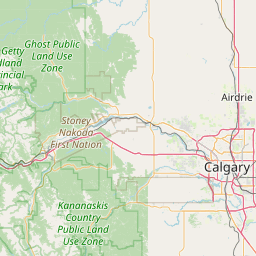 Ghost Public
Land Use
Zone
Getty
dland
incial
ark
Airdrie
Stoney
Nakoda
First Nation
Calgary
Kananaskis
Country
Public Land
Use Zone